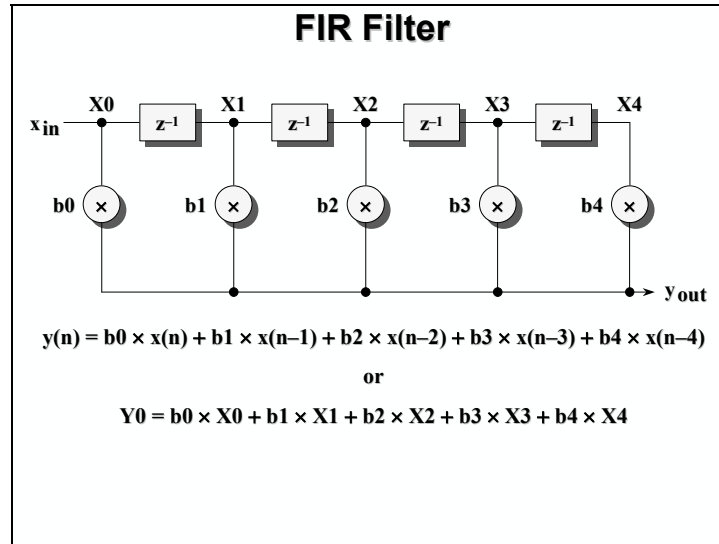 FIR Filter
X0 X1 X2 X3 X4
xin z–1 z–1 z–1 z–1
b0 × b1 × b2 × b3 × b4 ×
yout
y(n) = b0 × x(n) + b1 × x(n–1) + b2 × x(n–2) + b3 × x(n–3) + b4 × x(n–4)
or
Y0 = b0 × X0 + b1 × X1 + b2 × X2 + b3 × X3 + b4 × X4